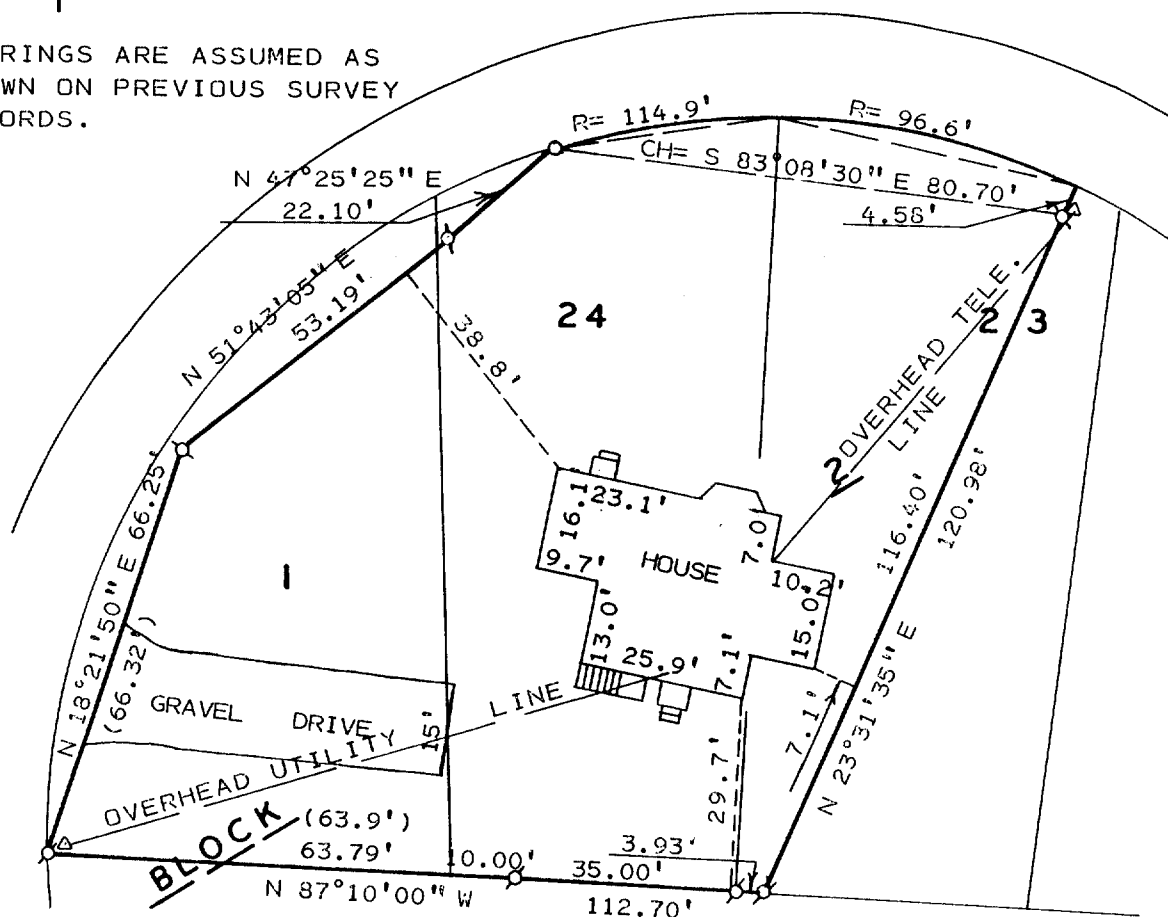 RINGS ARE ASSUMED AS
WN ON PREVIOUS SURVEY
ORDS.
R= 114.9'
R= 96.6'
CH= S 83°08'30" E 80.70'
N 47°25'25" E
22.10'
4.58'
N 51°43'05" E
53.19'
24
38.8'
OVERHEAD TELE.
LINE
2 3
2
116.40'
120.98'
16.1
23.1'
7.0'
HOUSE
9.7'
10.2'
15.0'
13.0'
25.9'
7.1'
N 18°21'50" E 66.25'
(66.32')
1
GRAVEL DRIVE
15'
OVERHEAD UTILITY LINE
7.1'
N 23°31'35" E
29.7'
BLOCK
(63.9')
63.79'
10.00'
35.00'
3.93'
N 87°10'00" W
112.70'